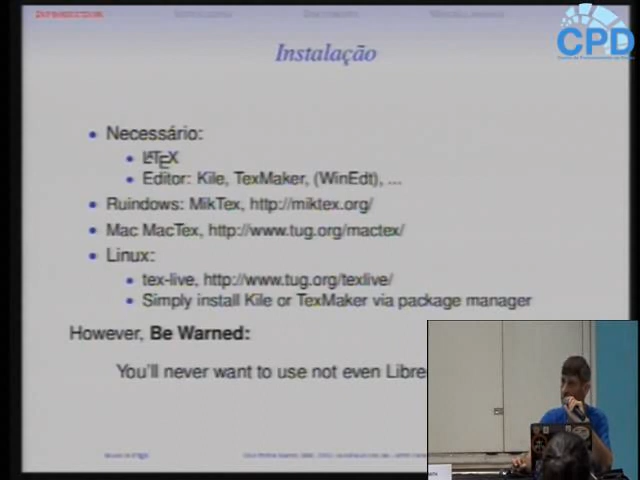 CPD
Instalação
Necessário:
LATEX
Editor: Kile, TexMaker, (WinEdt), ...
Ruindows: MikTex, http://miktex.org/
Mac MacTex, http://www.tug.org/mactex/
Linux:
tex-live, http://www.tug.org/texlive/
Simply install Kile or TexMaker via package manager
However, Be Warned:
You'll never want to use not even Libre